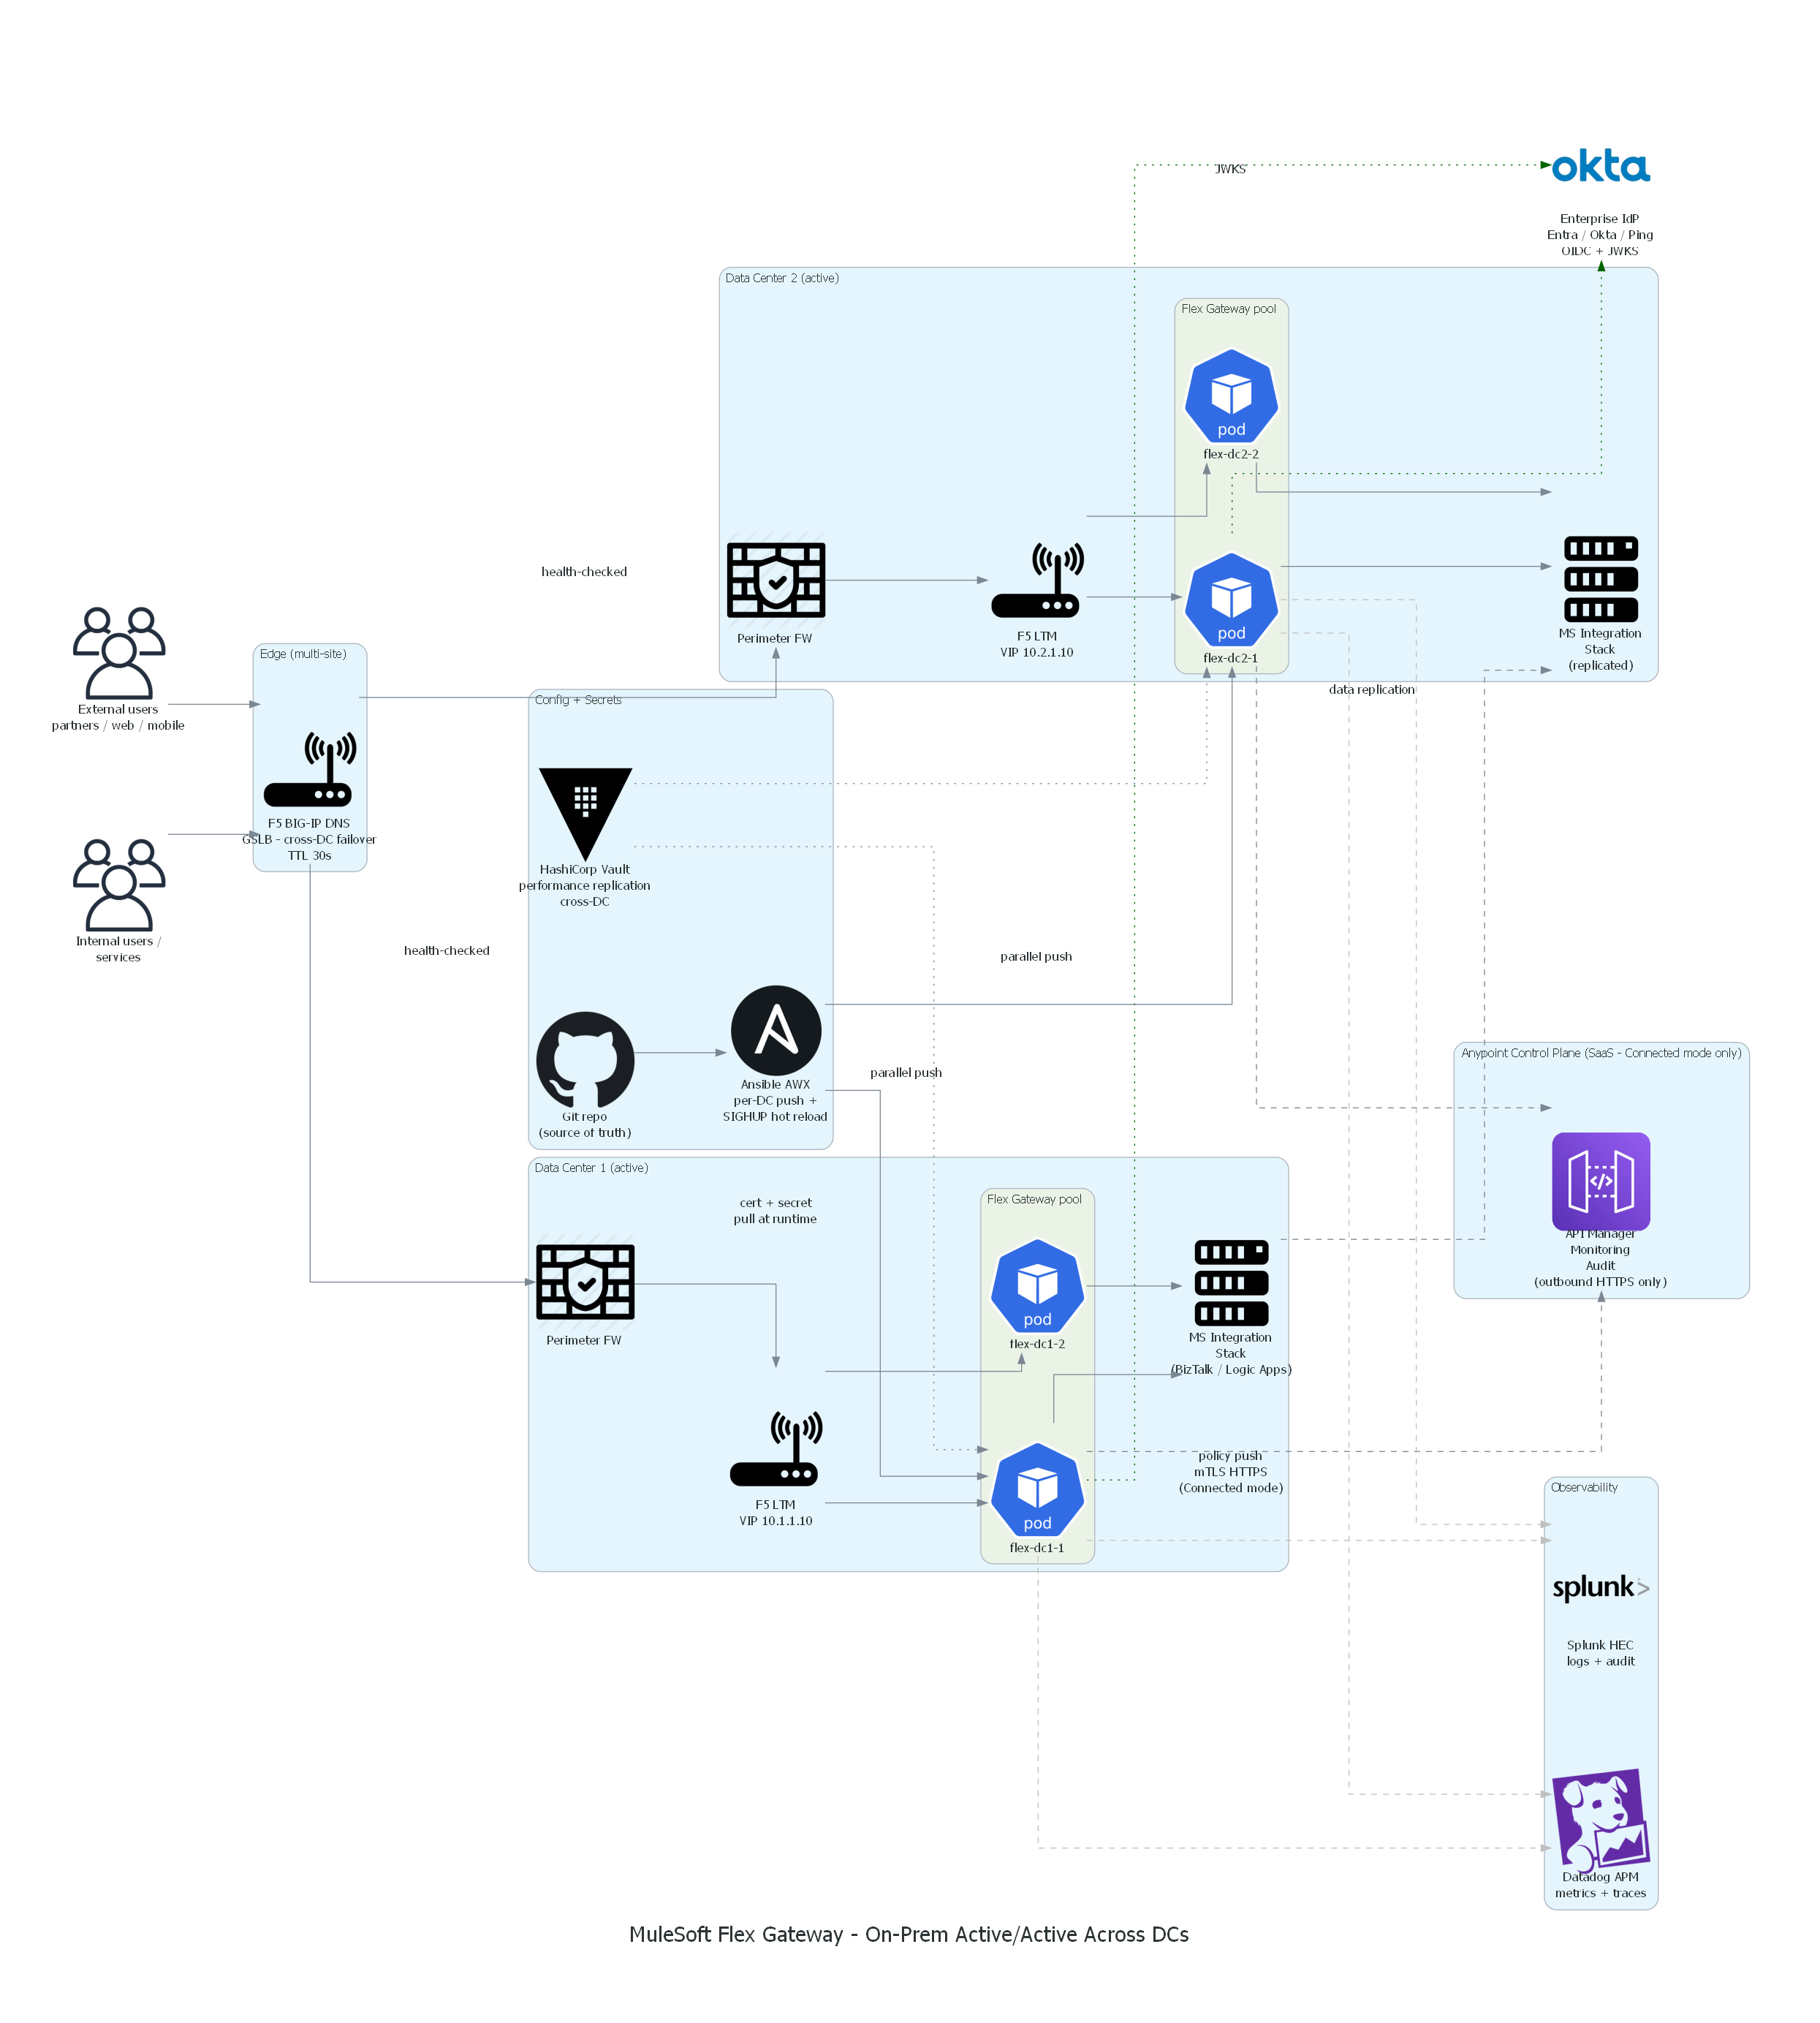 okta
JWKS
Enterprise IdP
Entra / Okta / Ping
OIDC + JWKS
Data Center 2 (active)
Flex Gateway pool
pod
flex-dc2-2
health-checked
Perimeter FW
F5 LTM
VIP 10.2.1.10
pod
flex-dc2-1
MS Integration
Stack
(replicated)
data replication
External users
partners / web / mobile
Edge (multi-site)
F5 BIG-IP DNS
GSLB - cross-DC failover
TTL 30s
Internal users /
services
health-checked
Config + Secrets
HashiCorp Vault
performance replication
cross-DC
parallel push
Git repo
(source of truth)
Ansible AWX
per-DC push +
SIGHUP hot reload
parallel push
Anypoint Control Plane (SaaS - Connected mode only)
API Manager
Monitoring
Audit
(outbound HTTPS only)
Data Center 1 (active)
cert + secret
pull at runtime
Flex Gateway pool
Perimeter FW
pod
flex-dc1-2
MS Integration
Stack
(BizTalk / Logic Apps)
F5 LTM
VIP 10.1.1.10
pod
flex-dc1-1
policy push
mTLS HTTPS
(Connected mode)
Observability
splunk>
Splunk HEC
logs + audit
Datadog APM
metrics + traces
MuleSoft Flex Gateway - On-Prem Active/Active Across DCs